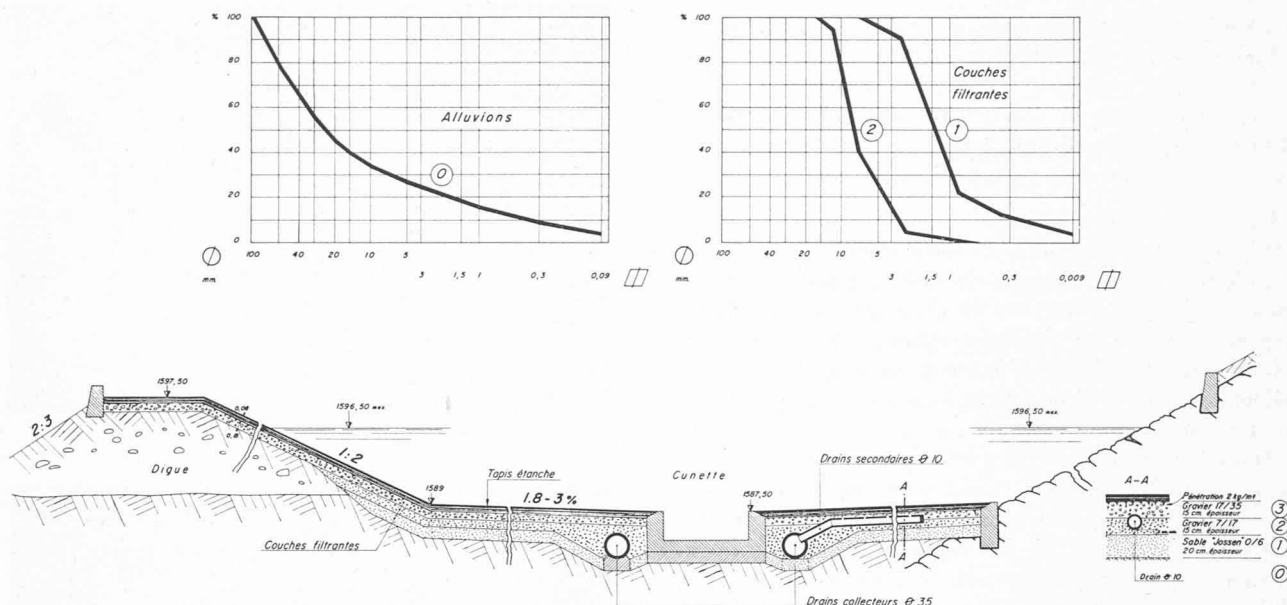 % 100
80
60
40
20
0
Alluvions
0
Ø
mm.
100 40 20 10 5
3 1,5 1 0,3 0,09
% 100
80
60
40
20
0
Couches
filtrantes
2
1
Ø
mm.
100 40 20 10 5
3 1,5 1 0,3 0,009
2:3
1597,50
0,08
1596,50 max.
1:2
Digue
1589
Tapis étanche
1.8-3%
Couches filtrantes
Cunette
1587,50
Drains secondaires Ø 10
A
A
Drains collecteurs Ø 35
1596,50 max.
A-A
Pénétration 2 kg/m²
Gravier 17/35
15 cm. épaisseur
3
Gravier 7/17
15 cm. épaisseur
2
Sable "Jossen" 0/6
20 cm. épaisseur
1
Drain Ø 10
0